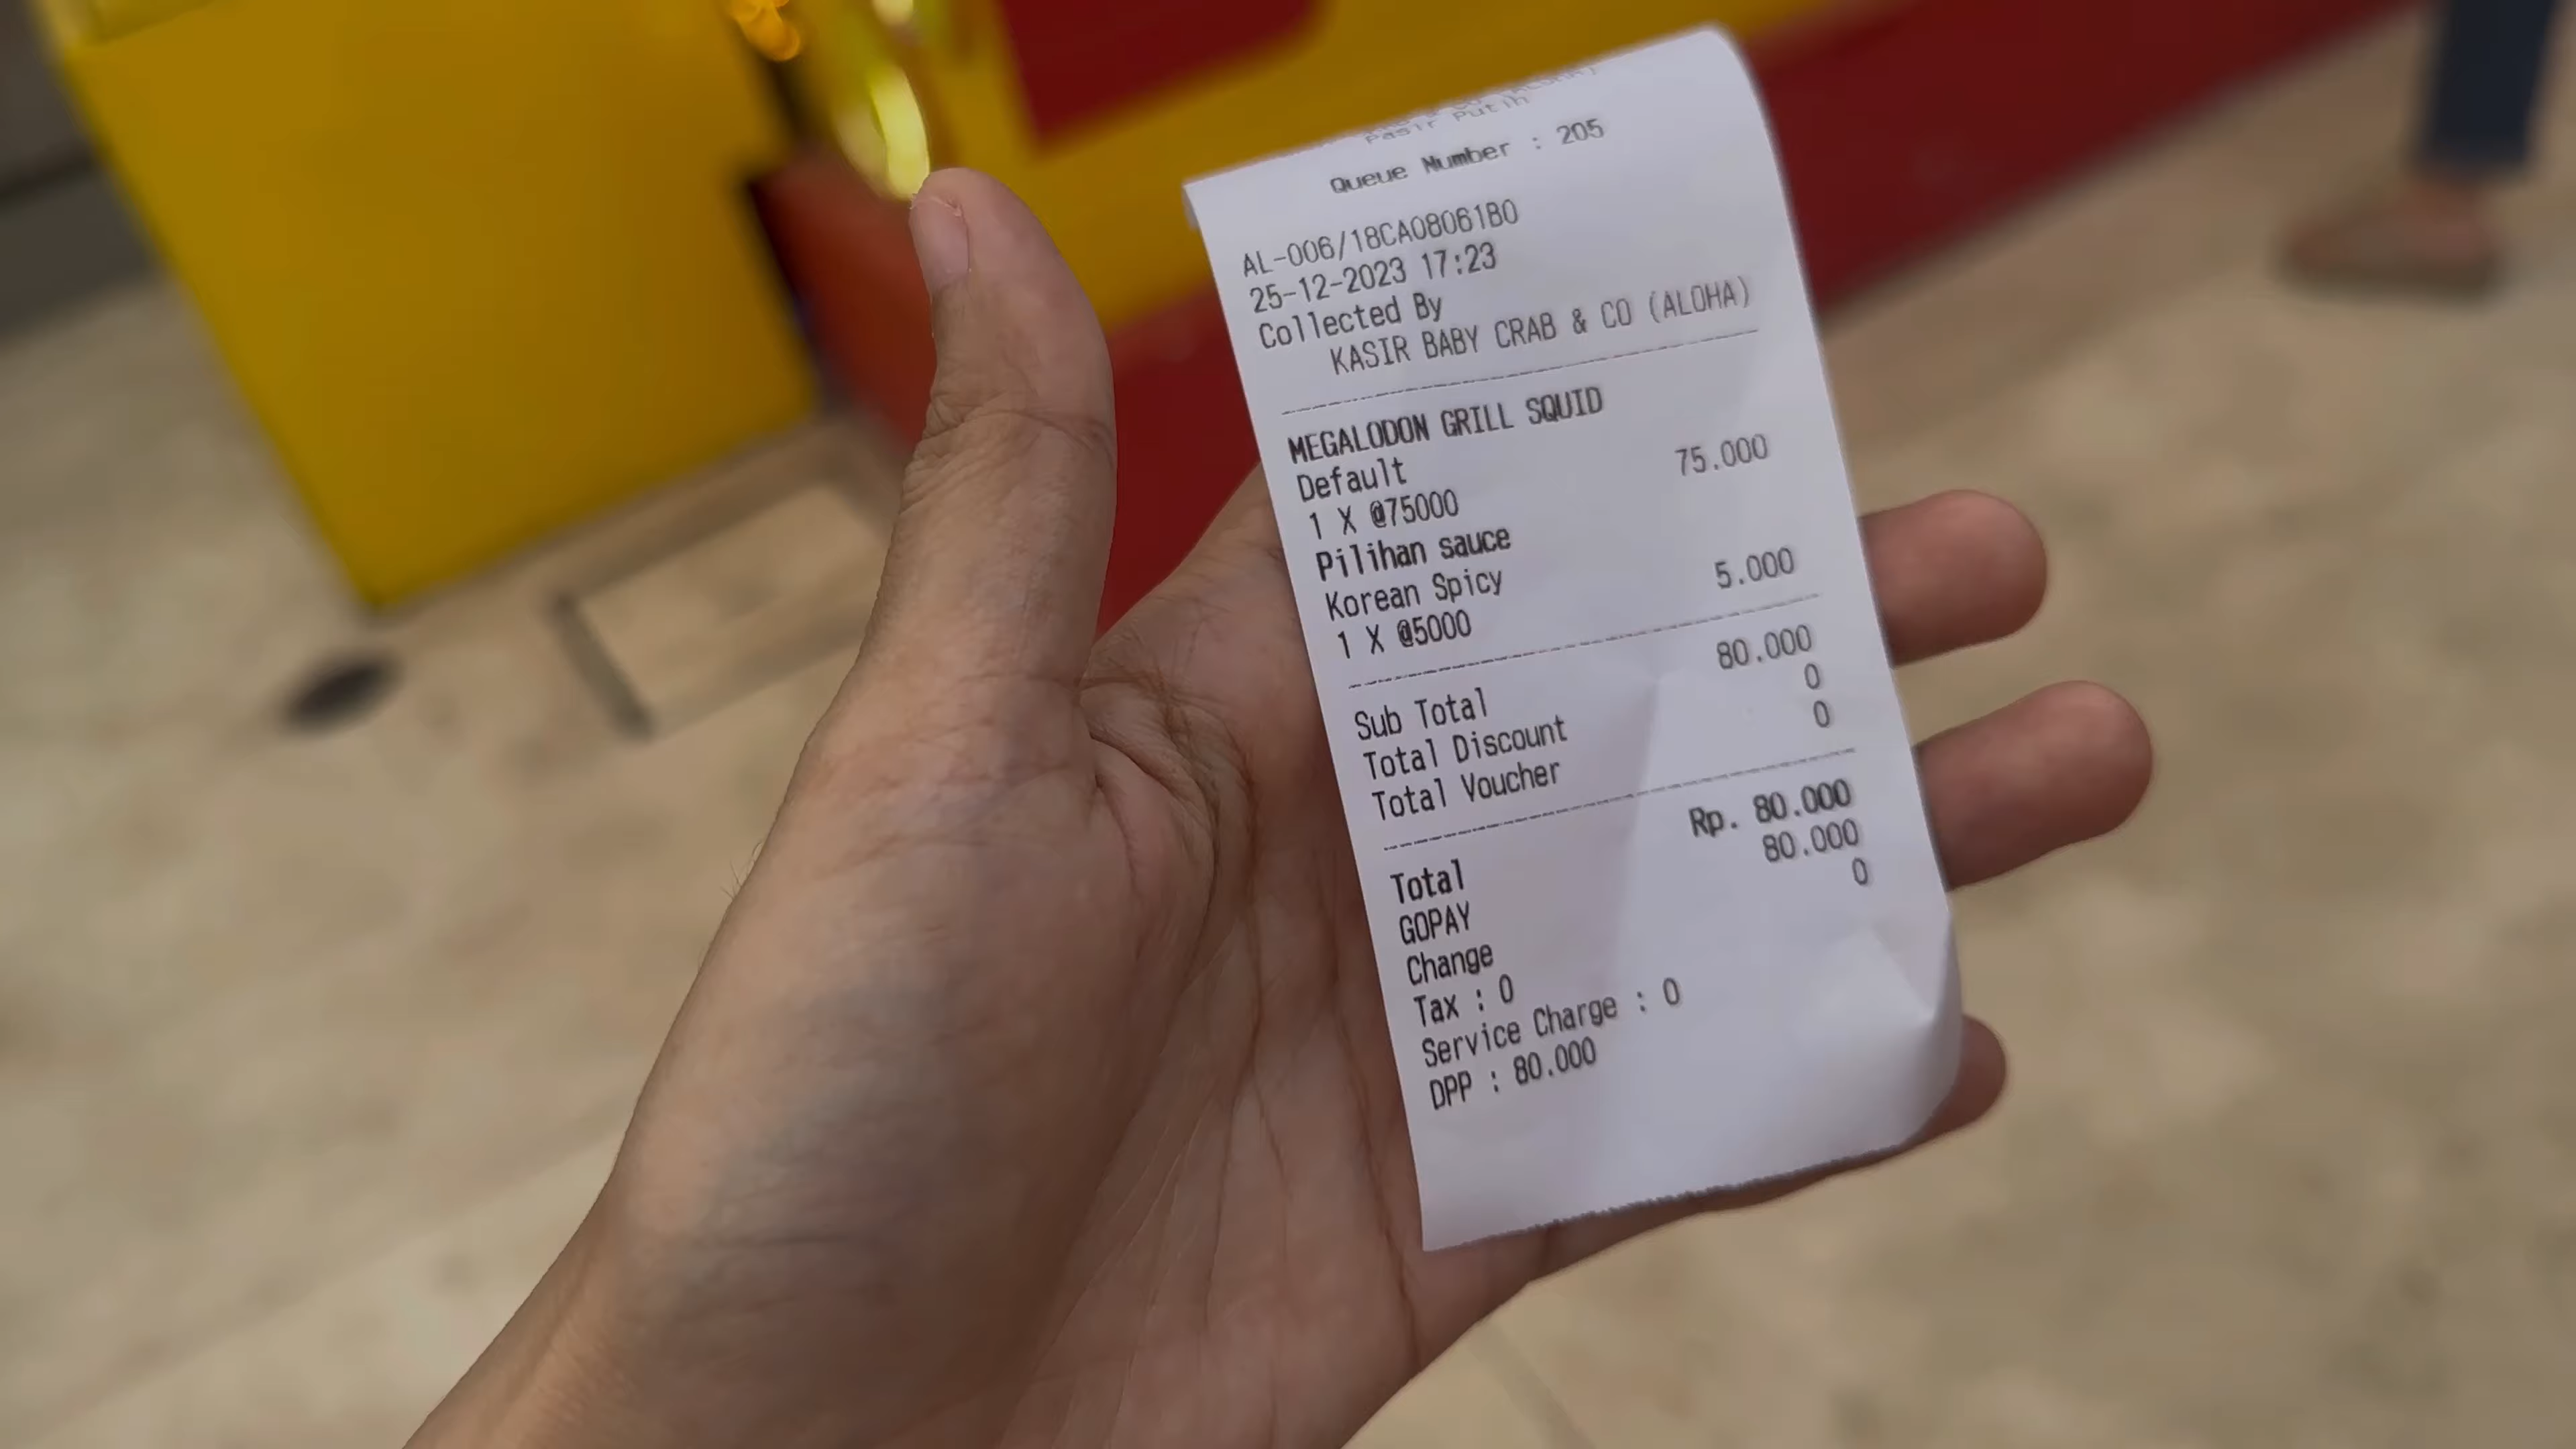 Pasir Putih
Queue Number : 205
AL-006/18CA08061B0
25-12-2023 17:23
Collected By
KASIR BABY CRAB & CO (ALOHA)
MEGALODON GRILL SQUID
Default
1 X @75000 75.000
Pilihan sauce
Korean Spicy
1 X @5000 5.000
Sub Total 80.000
Total Discount 0
Total Voucher 0
Total Rp. 80.000
GOPAY 80.000
Change 0
Tax : 0
Service Charge : 0
DPP : 80.000